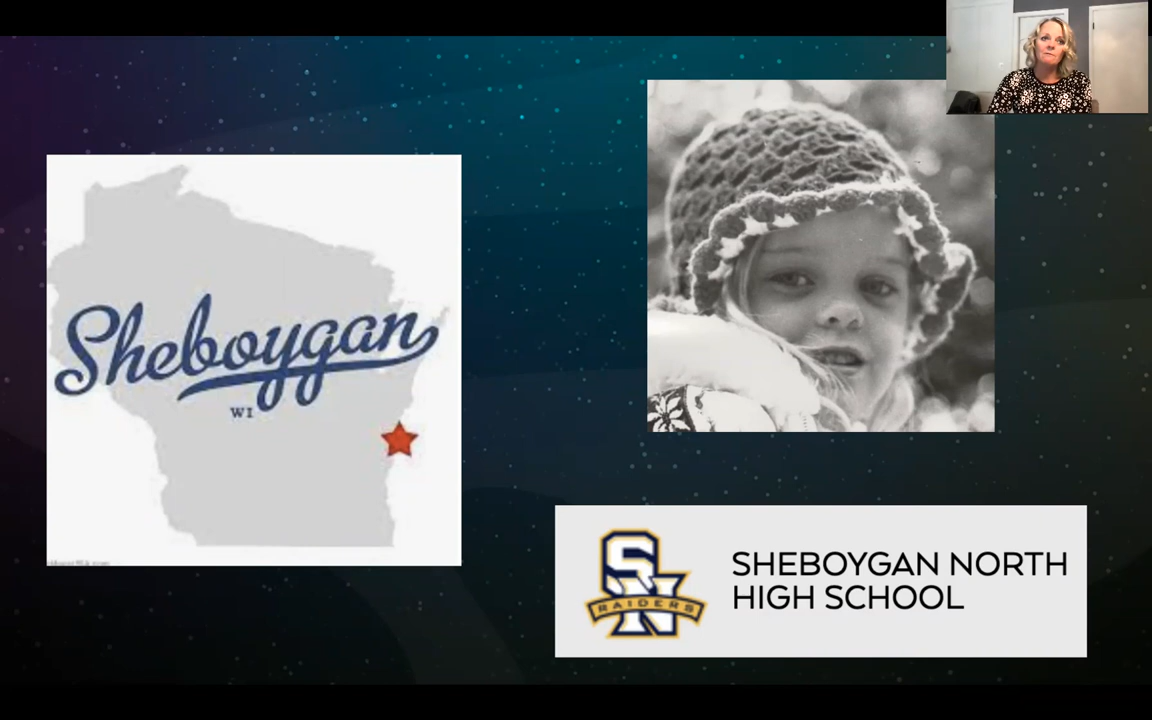 Sheboygan
WI
SHEBOYGAN NORTH
HIGH SCHOOL
SN
RAIDERS